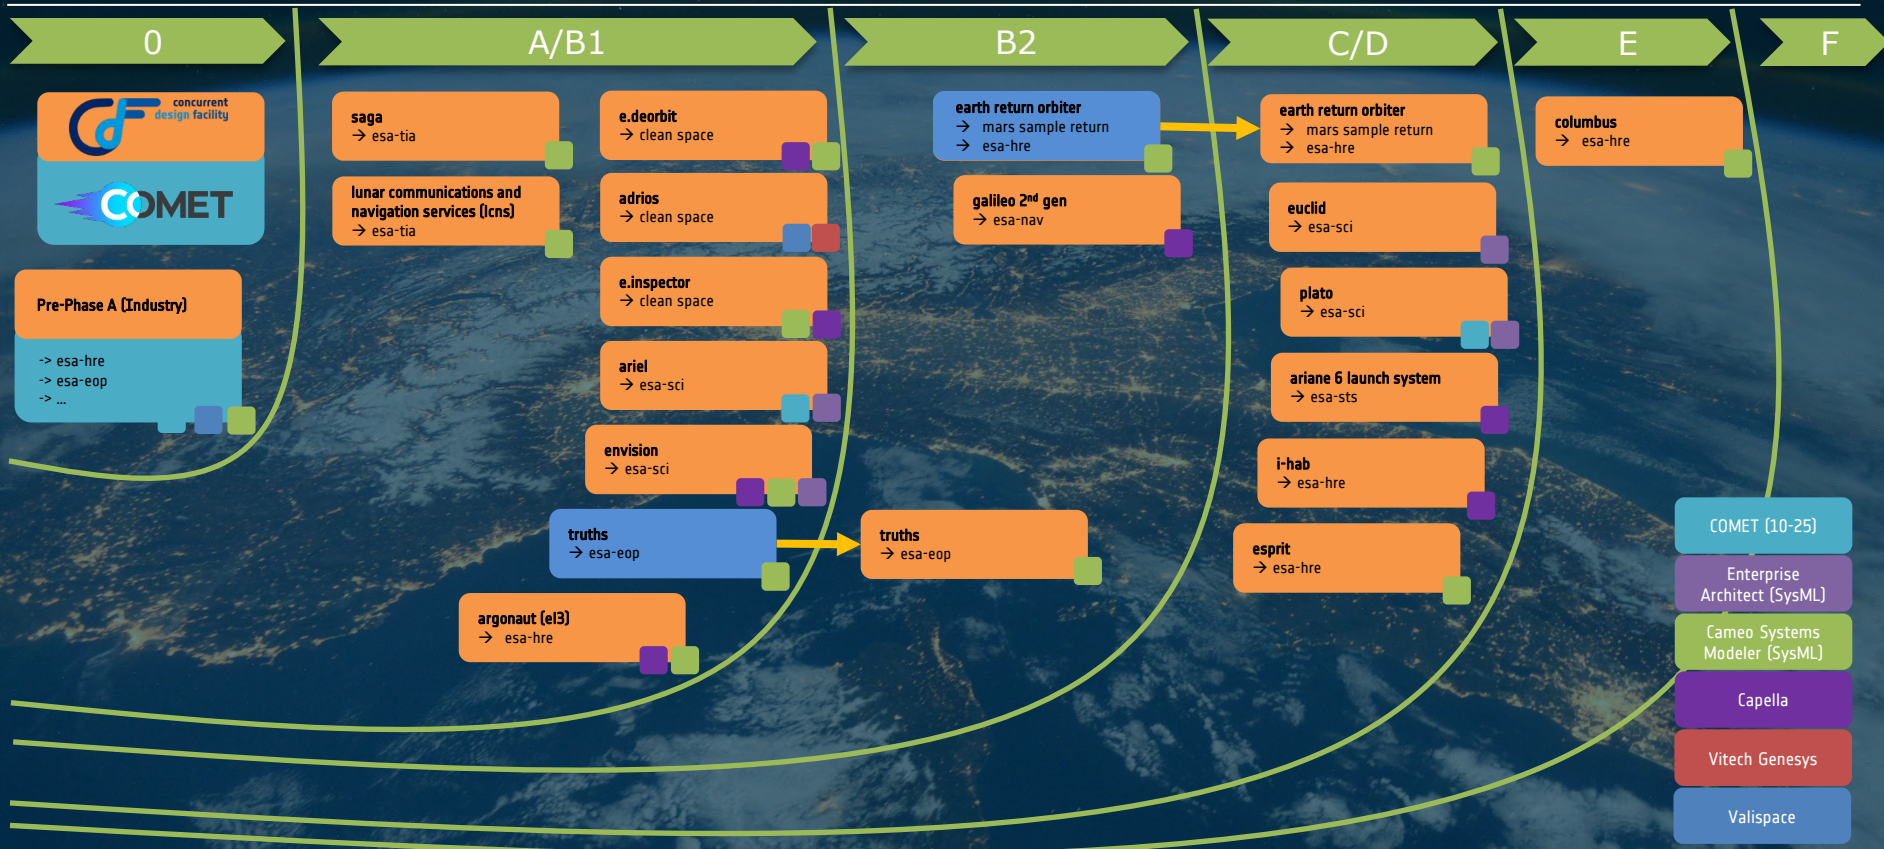 0
A/B1
B2
C/D
E
F
concurrent
design facility
COMET
Pre-Phase A (Industry)
-> esa-hre
-> esa-eop
-> ...
saga
→ esa-tia
lunar communications and
navigation services (lcns)
→ esa-tia
e.deorbit
→ clean space
adrios
→ clean space
e.inspector
→ clean space
ariel
→ esa-sci
envision
→ esa-sci
truths
→ esa-eop
argonaut (el3)
→ esa-hre
earth return orbiter
→ mars sample return
→ esa-hre
galileo 2nd gen
→ esa-nav
truths
→ esa-eop
earth return orbiter
→ mars sample return
→ esa-hre
euclid
→ esa-sci
plato
→ esa-sci
ariane 6 launch system
→ esa-sts
i-hab
→ esa-hre
esprit
→ esa-hre
columbus
→ esa-hre
COMET (10-25)
Enterprise
Architect (SysML)
Cameo Systems
Modeler (SysML)
Capella
Vitech Genesys
Valispace